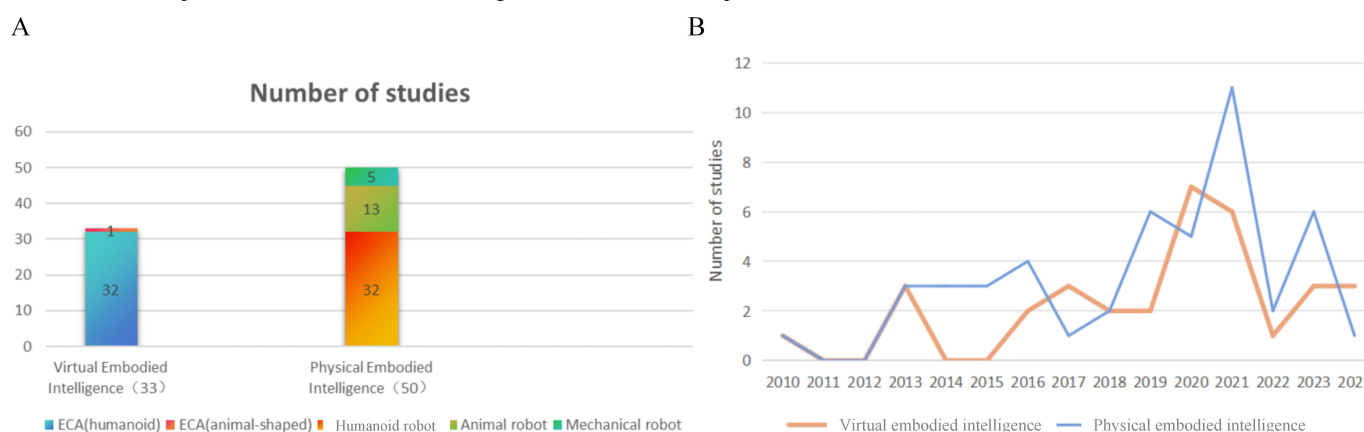 A
B
Number of studies
60
50
40
30
20
10
0
1
32
5
13
32
Virtual Embodied
Intelligence（33）
Physical Embodied
Intelligence（50）
ECA(humanoid) ECA(animal-shaped) Humanoid robot Animal robot Mechanical robot
Number of studies
12
10
8
6
4
2
0
2010 2011 2012 2013 2014 2015 2016 2017 2018 2019 2020 2021 2022 2023 202
Virtual embodied intelligence Physical embodied intelligence